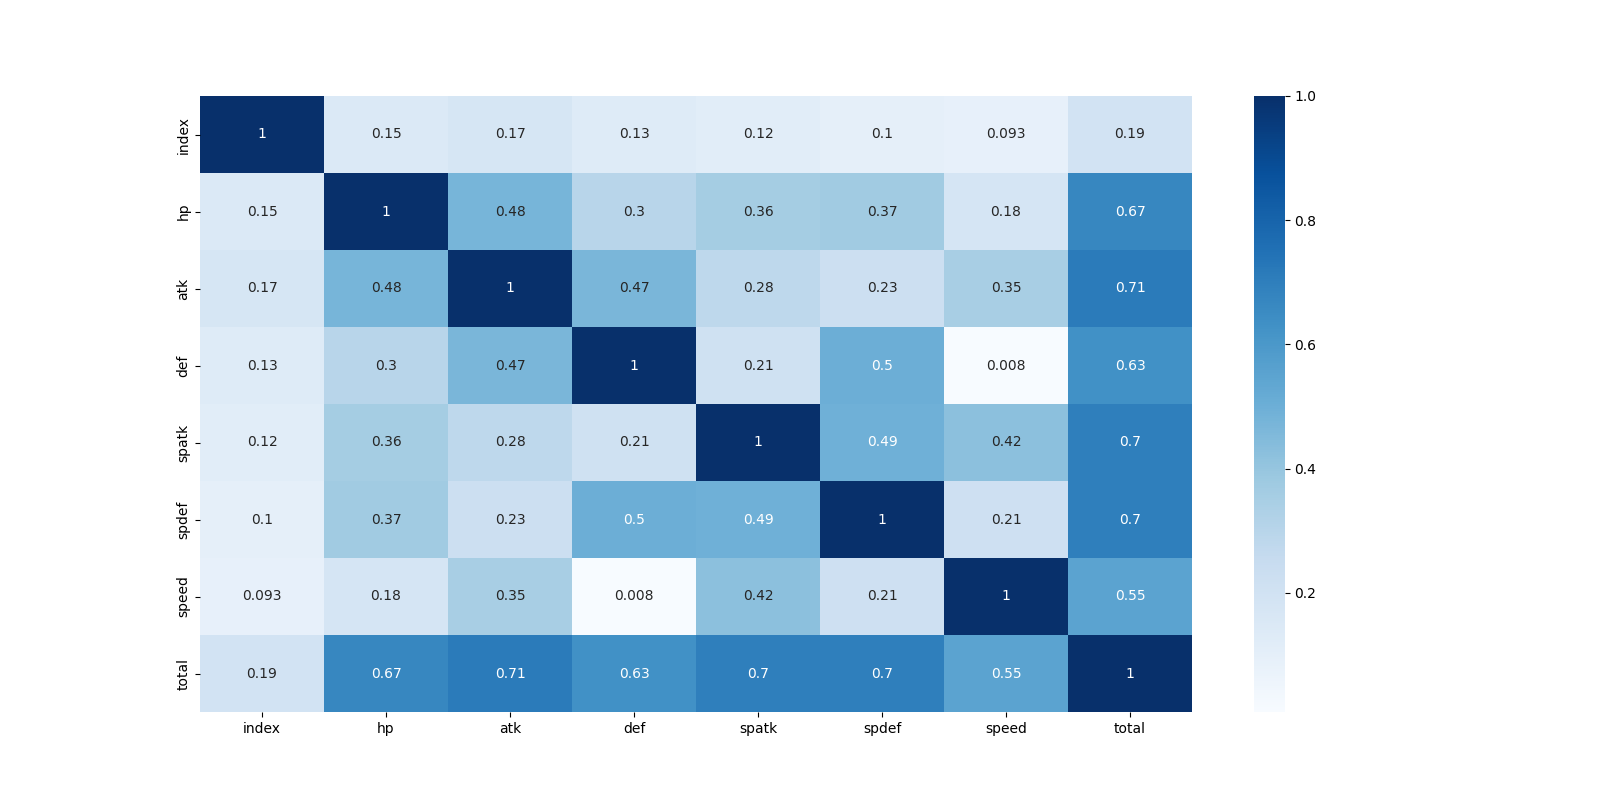 index 1 0.15 0.17 0.13 0.12 0.1 0.093 0.19
hp 0.15 1 0.48 0.3 0.36 0.37 0.18 0.67
atk 0.17 0.48 1 0.47 0.28 0.23 0.35 0.71
def 0.13 0.3 0.47 1 0.21 0.5 0.008 0.63
spatk 0.12 0.36 0.28 0.21 1 0.49 0.42 0.7
spdef 0.1 0.37 0.23 0.5 0.49 1 0.21 0.7
speed 0.093 0.18 0.35 0.008 0.42 0.21 1 0.55
total 0.19 0.67 0.71 0.63 0.7 0.7 0.55 1
index hp atk def spatk spdef speed total
1.0
0.8
0.6
0.4
0.2